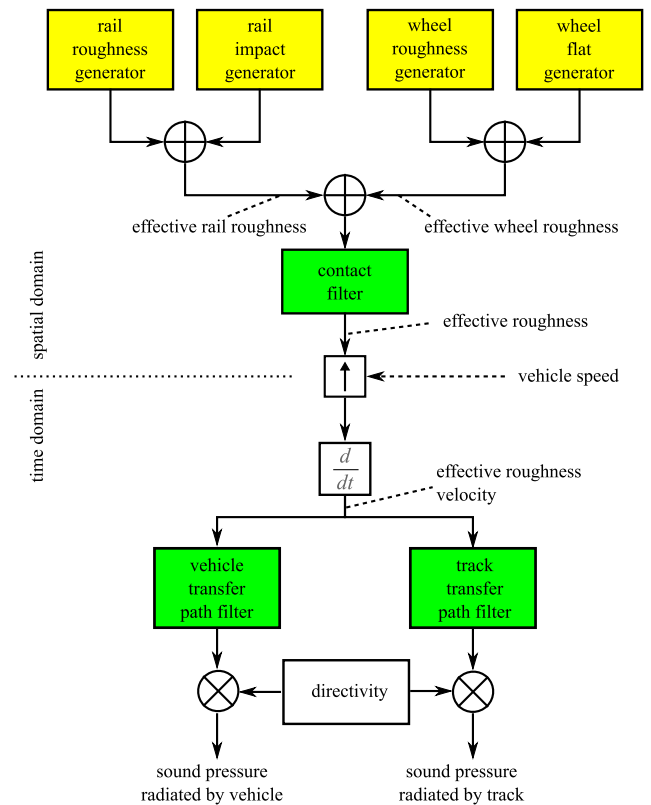 rail
roughness
generator
rail
impact
generator
wheel
roughness
generator
wheel
flat
generator
effective rail roughness
effective wheel roughness
contact
filter
spatial domain
effective roughness
vehicle speed
time domain
d
dt
effective roughness
velocity
vehicle
transfer
path filter
track
transfer
path filter
directivity
sound pressure
radiated by vehicle
sound pressure
radiated by track